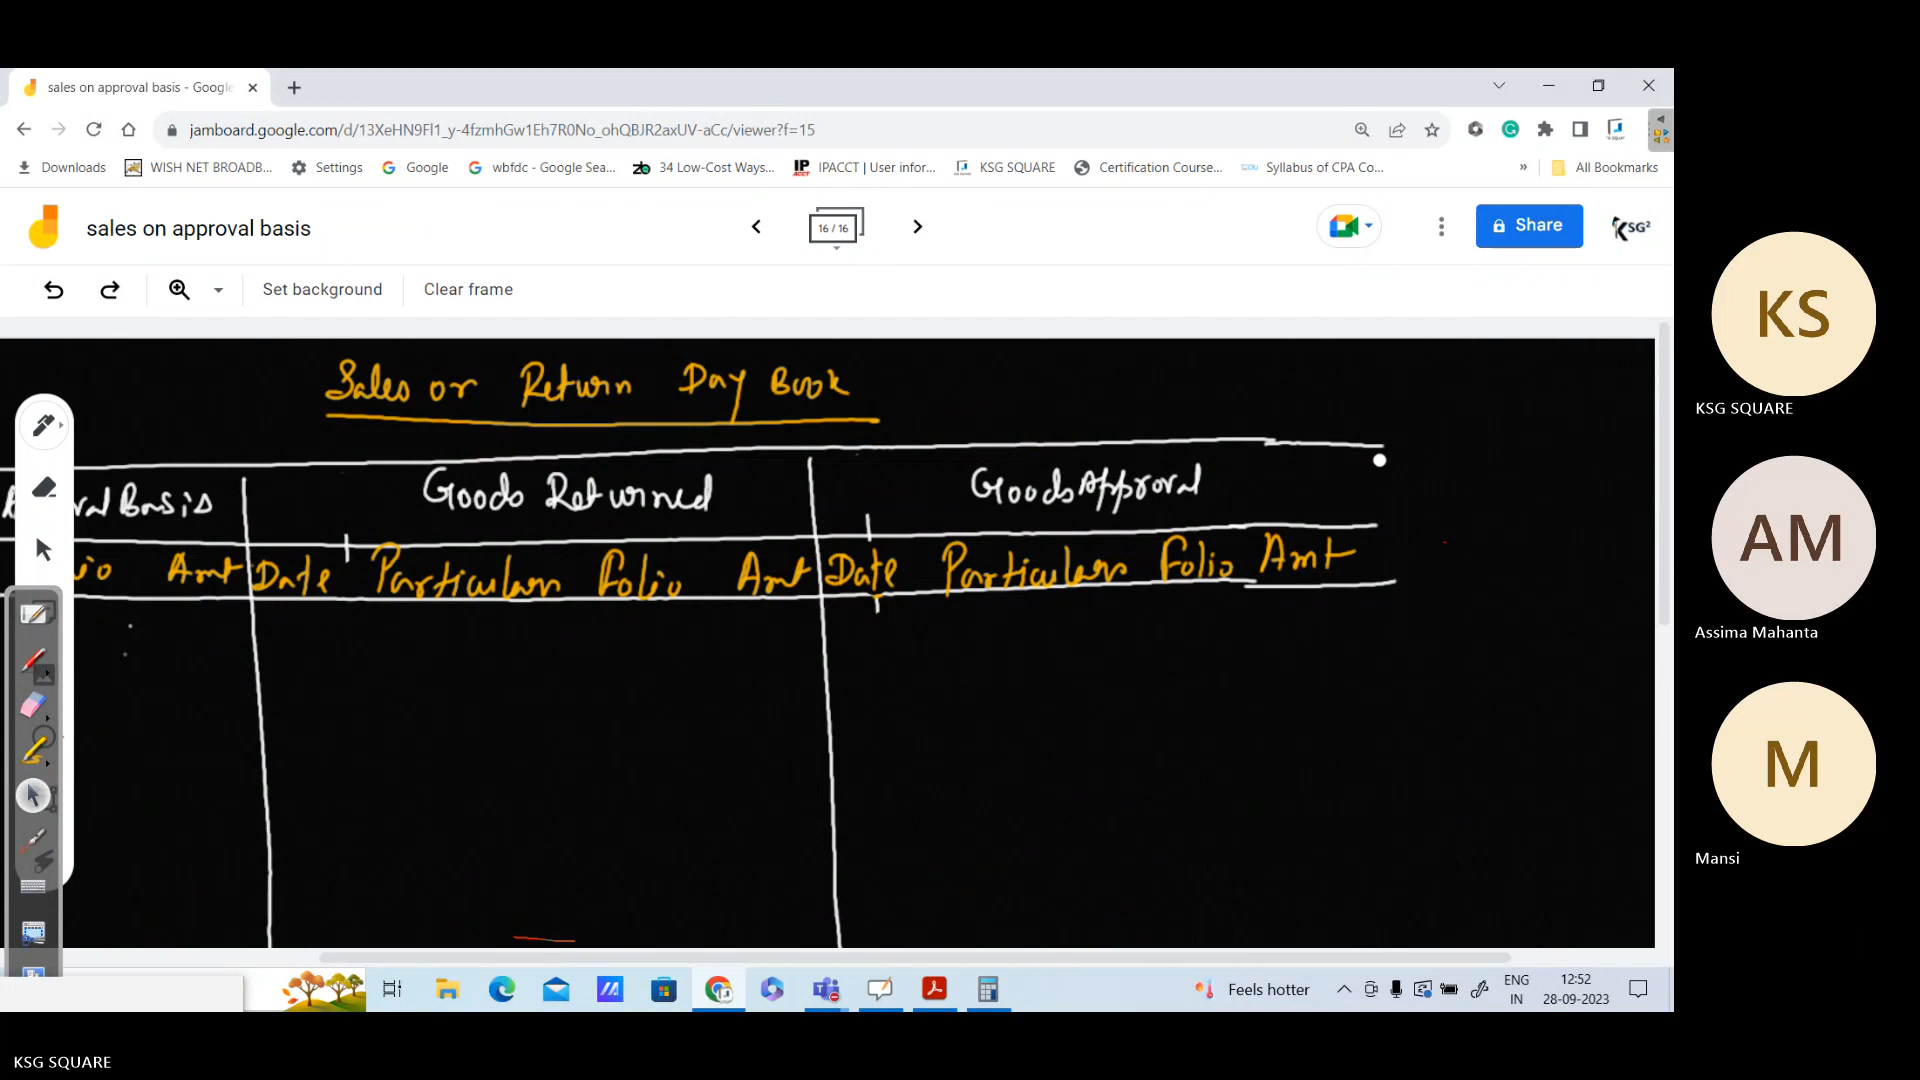 sales on approval basis - Google
jamboard.google.com/d/13XeHN9Fl1_y-4fzmhGw1Eh7R0No_ohQBJR2axUV-aCc/viewer?f=15
Downloads WISH NET BROADB... Settings Google wbfdc - Google Sea... 34 Low-Cost Ways... IPACCT | User infor... KSG SQUARE Certification Course... Syllabus of CPA Co... » All Bookmarks
sales on approval basis 16 / 16 Share KSG²
Set background Clear frame
Sales or Return Day Book
val Basis Goods Returned Goods Approval
io Amt Date Particulars Folio Amt Date Particulars Folio Amt
KS
KSG SQUARE
AM
Assima Mahanta
M
Mansi
Feels hotter ENG IN 12:52 28-09-2023
KSG SQUARE